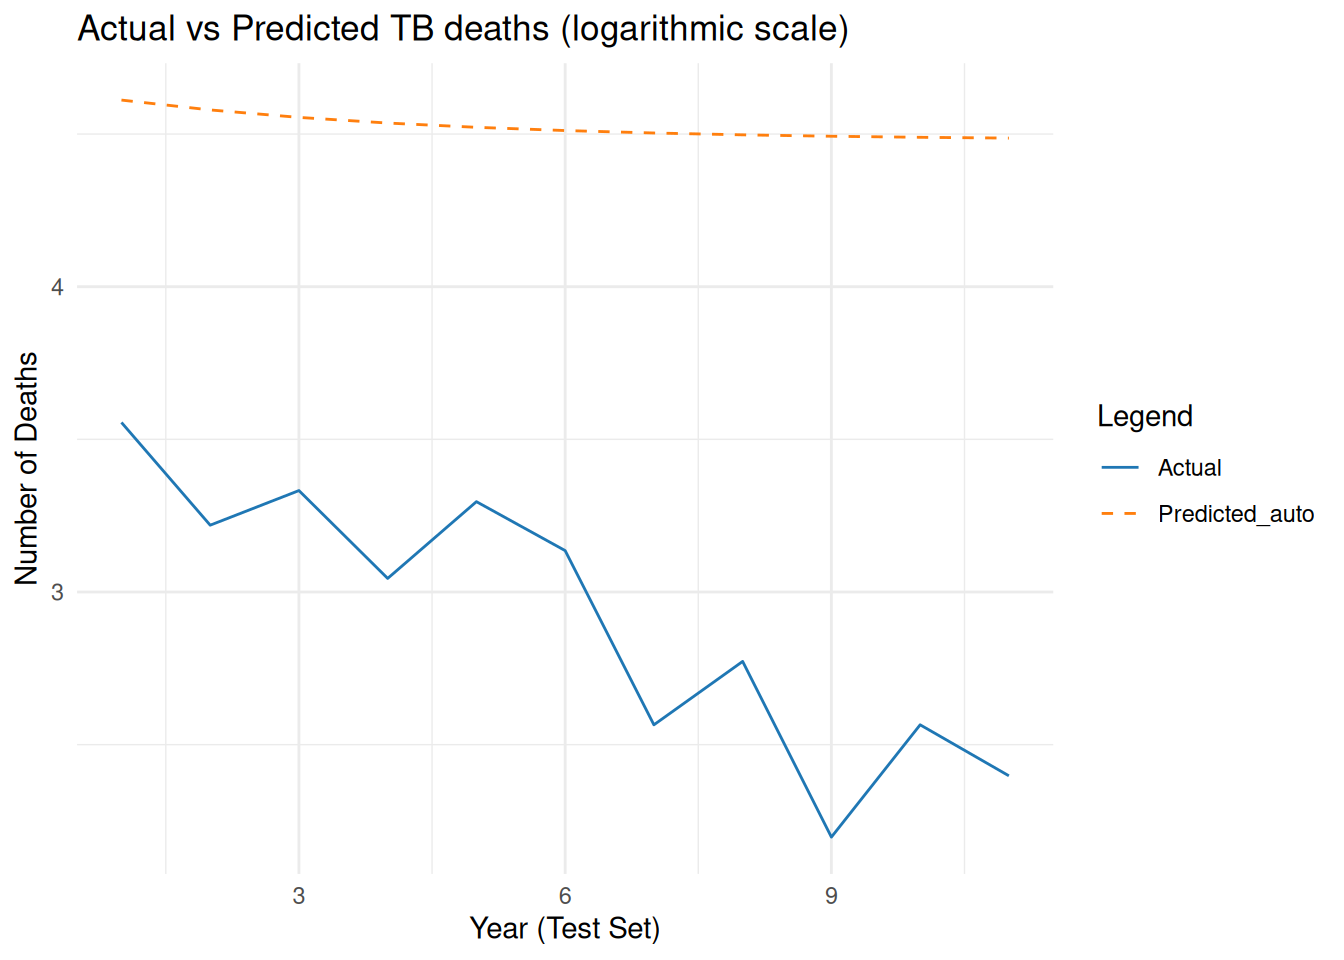 Actual vs Predicted TB deaths (logarithmic scale)
Number of Deaths
4
3
3 6 9
Year (Test Set)
Legend
Actual
Predicted_auto